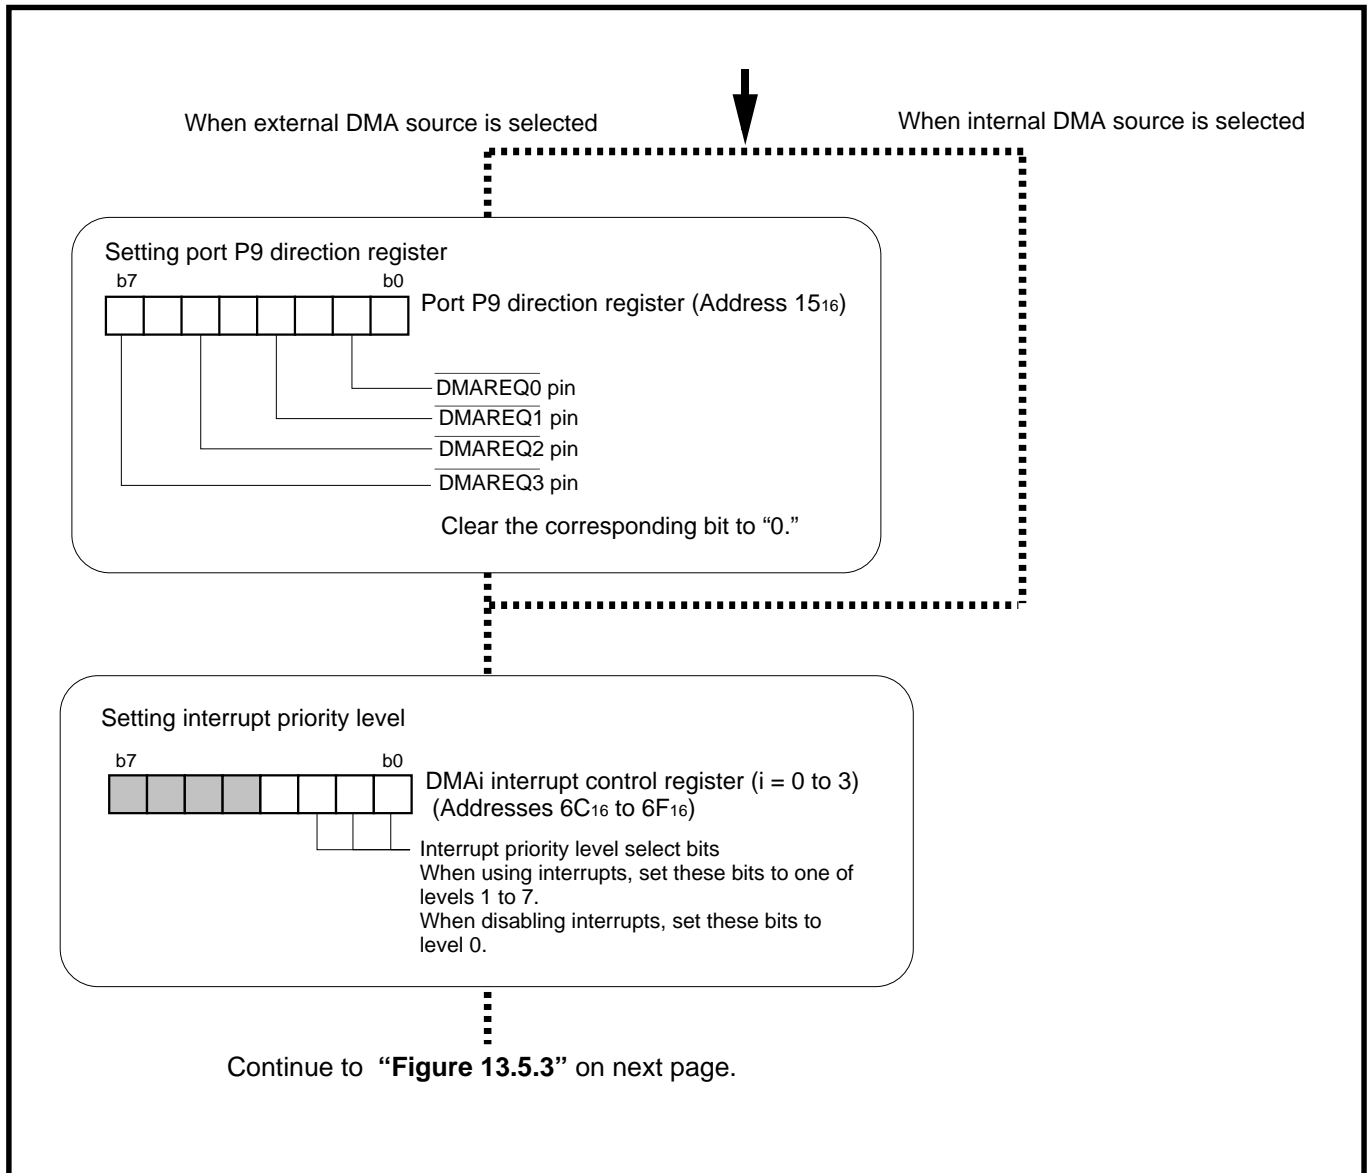 When external DMA source is selected
When internal DMA source is selected
Setting port P9 direction register
b7 b0
Port P9 direction register (Address 15₁₆)
D̅M̅A̅R̅E̅Q̅0̅ pin
D̅M̅A̅R̅E̅Q̅1̅ pin
D̅M̅A̅R̅E̅Q̅2̅ pin
D̅M̅A̅R̅E̅Q̅3̅ pin
Clear the corresponding bit to “0.”
Setting interrupt priority level
b7 b0
DMAi interrupt control register (i = 0 to 3)
(Addresses 6C₁₆ to 6F₁₆)
Interrupt priority level select bits
When using interrupts, set these bits to one of
levels 1 to 7.
When disabling interrupts, set these bits to
level 0.
Continue to “Figure 13.5.3” on next page.